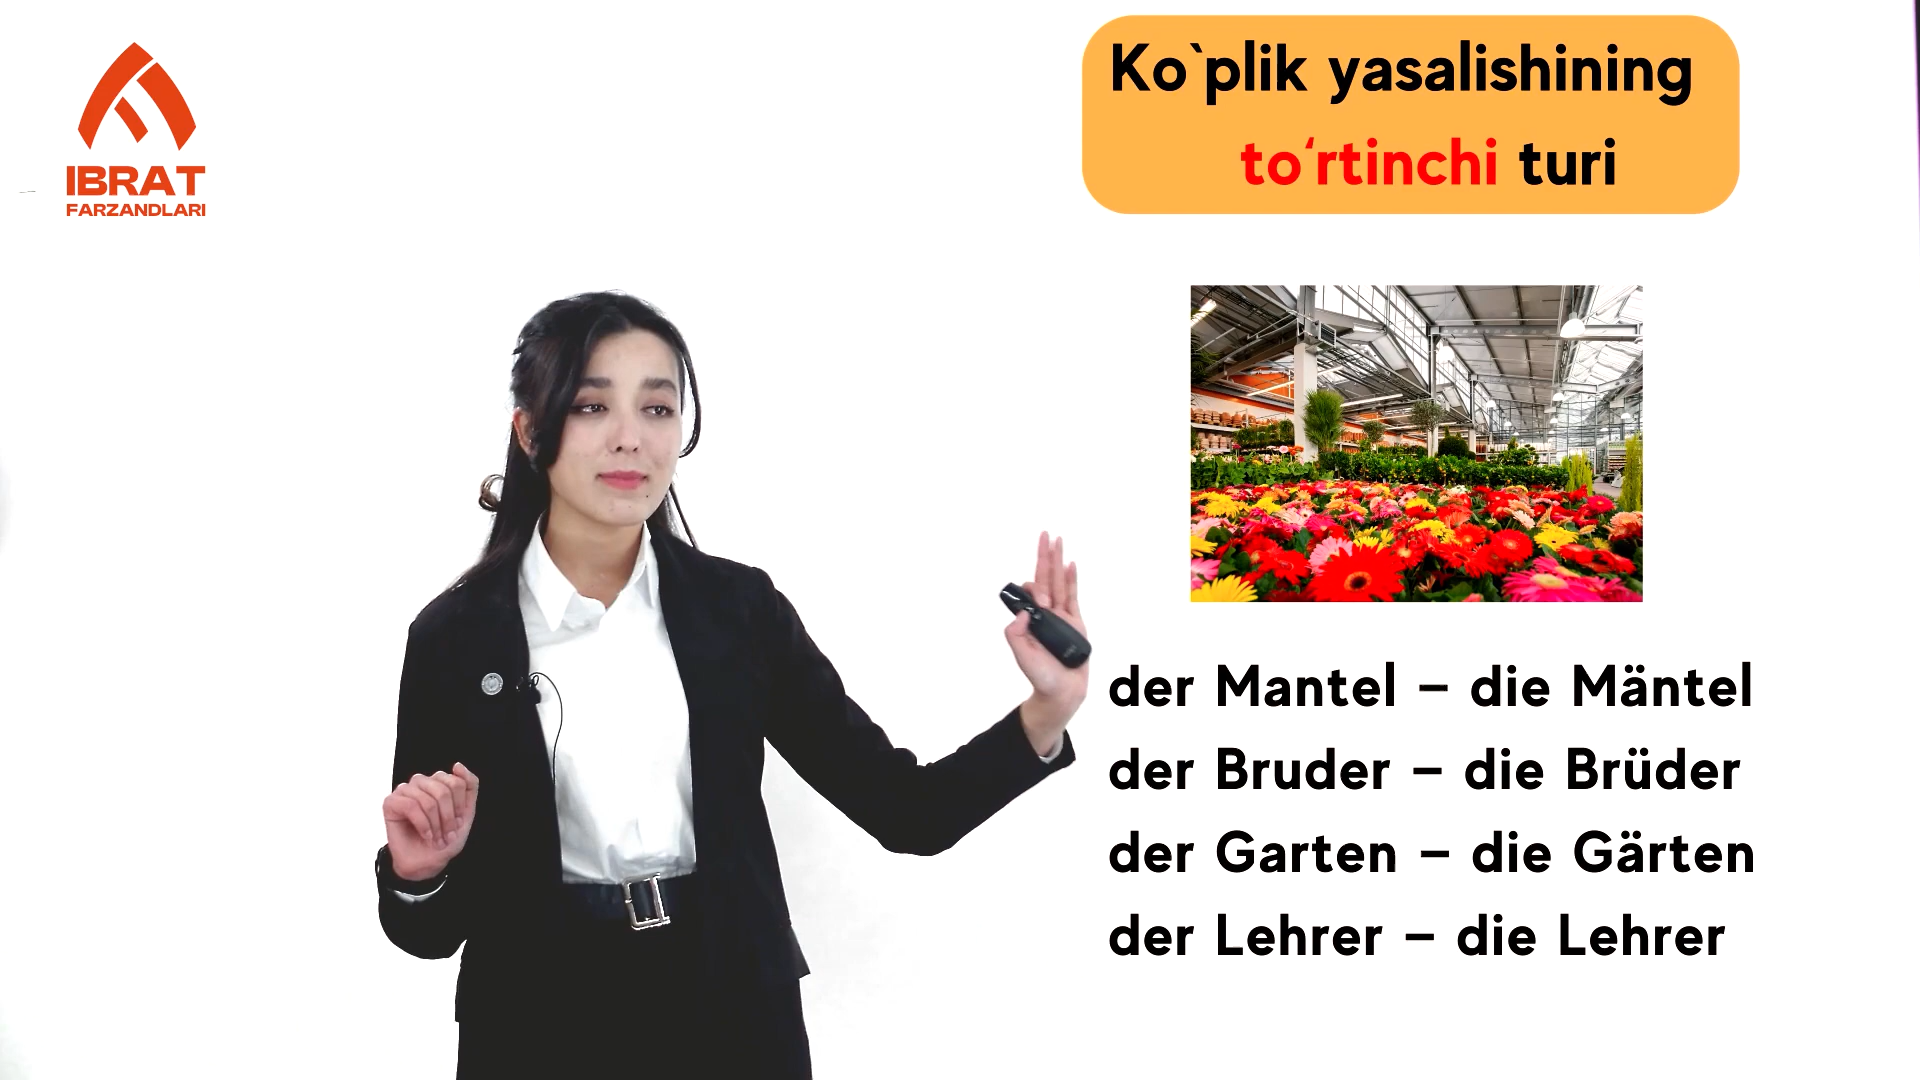 IBRAT
FARZANDLARI
Ko`plik yasalishining
to‘rtinchi turi
der Mantel – die Mäntel
der Bruder – die Brüder
der Garten – die Gärten
der Lehrer – die Lehrer